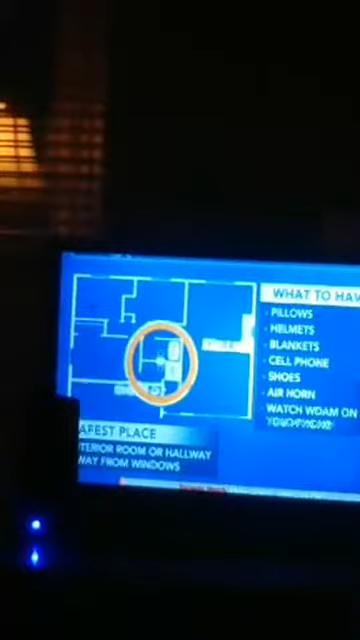 WHAT TO HAV
PILLOWS
HELMETS
BLANKETS
CELL PHONE
SHOES
AIR HORN
WATCH WDAM ON
AFEST PLACE
TERIOR ROOM OR HALLWAY
WAY FROM WINDOWS